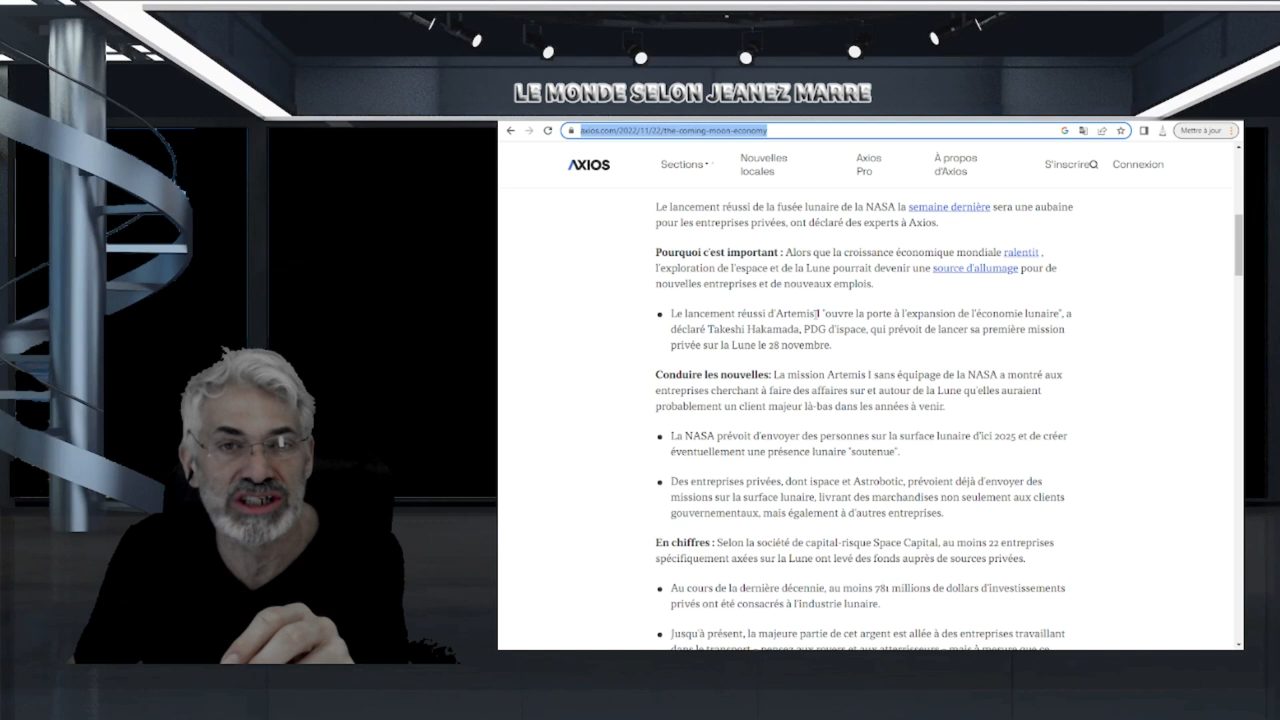 LE MONDE SELON JEANEZ MARRE
axios.com/2022/11/22/the-coming-moon-economy
Mettre à jour
AXIOS
Sections
Nouvelles
locales
Axios
Pro
À propos
d'Axios
S'inscrire
Connexion
Le lancement réussi de la fusée lunaire de la NASA la semaine dernière sera une aubaine
pour les entreprises privées, ont déclaré des experts à Axios.
Pourquoi c'est important : Alors que la croissance économique mondiale ralentit ,
l'exploration de l'espace et de la Lune pourrait devenir une source d'allumage pour de
nouvelles entreprises et de nouveaux emplois.
Le lancement réussi d'Artemis I "ouvre la porte à l'expansion de l'économie lunaire", a
déclaré Takeshi Hakamada, PDG d'ispace, qui prévoit de lancer sa première mission
privée sur la Lune le 28 novembre.
Conduire les nouvelles: La mission Artemis I sans équipage de la NASA a montré aux
entreprises cherchant à faire des affaires sur et autour de la Lune qu'elles auraient
probablement un client majeur là-bas dans les années à venir.
La NASA prévoit d'envoyer des personnes sur la surface lunaire d'ici 2025 et de créer
éventuellement une présence lunaire "soutenue".
Des entreprises privées, dont ispace et Astrobotic, prévoient déjà d'envoyer des
missions sur la surface lunaire, livrant des marchandises non seulement aux clients
gouvernementaux, mais également à d'autres entreprises.
En chiffres : Selon la société de capital-risque Space Capital, au moins 22 entreprises
spécifiquement axées sur la Lune ont levé des fonds auprès de sources privées.
Au cours de la dernière décennie, au moins 781 millions de dollars d'investissements
privés ont été consacrés à l'industrie lunaire.
Jusqu'à présent, la majeure partie de cet argent est allée à des entreprises travaillant
dans le transport – pensez aux rovers et aux atterrisseurs – mais à mesure que ce